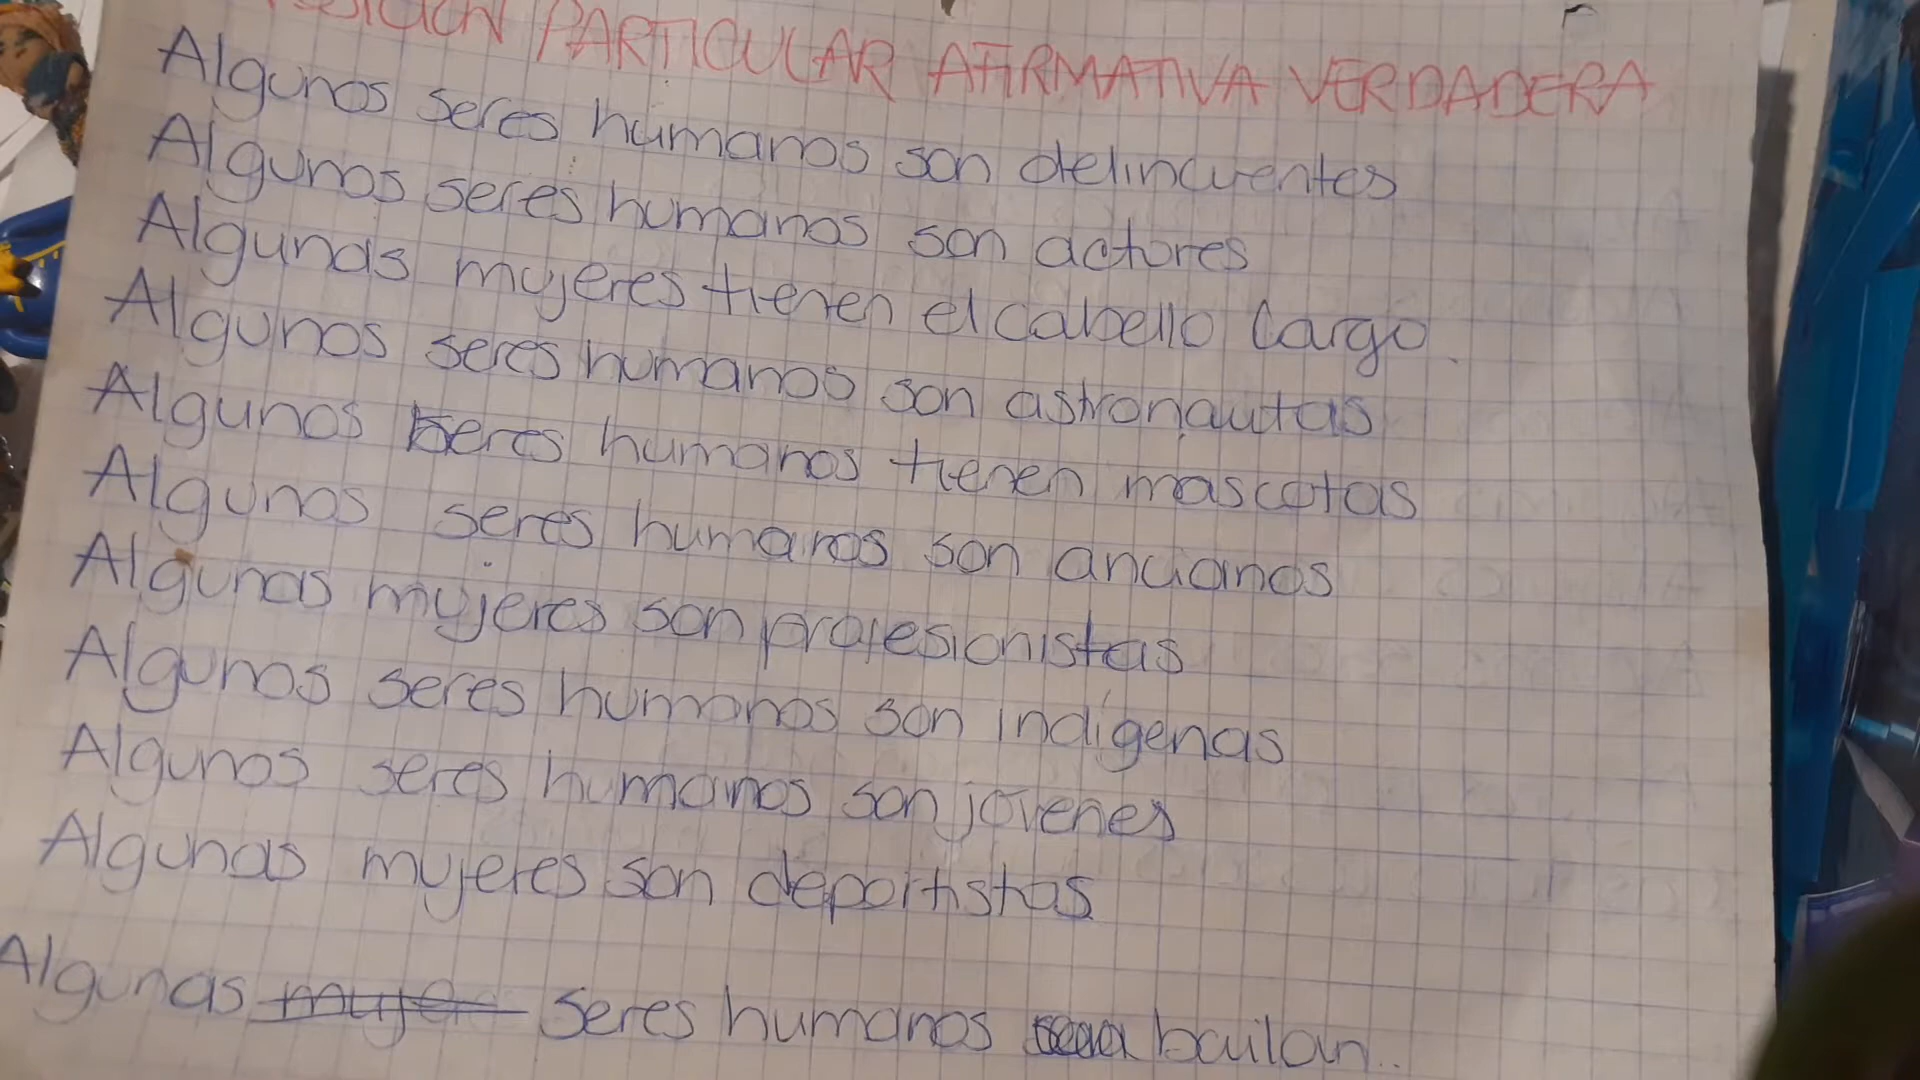 PARTICULAR AFIRMATIVA VERDADERA
Algunos seres humanos son delincuentes
Algunos seres humanos son actores
Algunas mujeres tienen el cabello largo.
Algunos seres humanos son astronautas
Algunos seres humanos tienen mascotas
Algunos seres humanos son ancianos
Algunas mujeres son profesionistas
Algunos seres humanos son indígenas
Algunos seres humanos son jóvenes
Algunas mujeres son deportistas
Algunas seres humanos bailan..